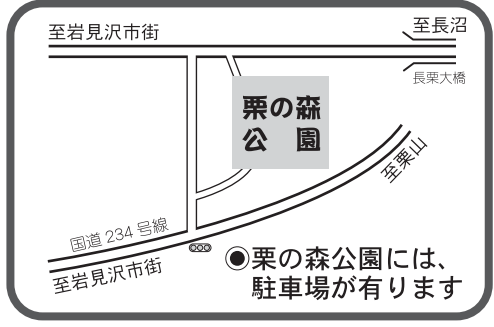 至岩見沢市街
至長沼
長栗大橋
栗の森
公園
至栗山
国道234号線
至岩見沢市街
◉栗の森公園には、
駐車場が有ります